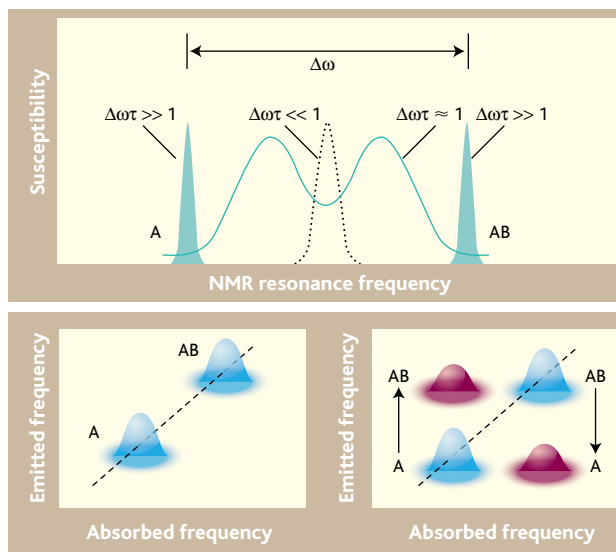 Susceptibility
Δω
Δωτ >> 1
Δωτ << 1
Δωτ ≈ 1
Δωτ >> 1
A
AB
NMR resonance frequency
Emitted frequency
AB
A
Absorbed frequency
Emitted frequency
AB
A
AB
A
Absorbed frequency